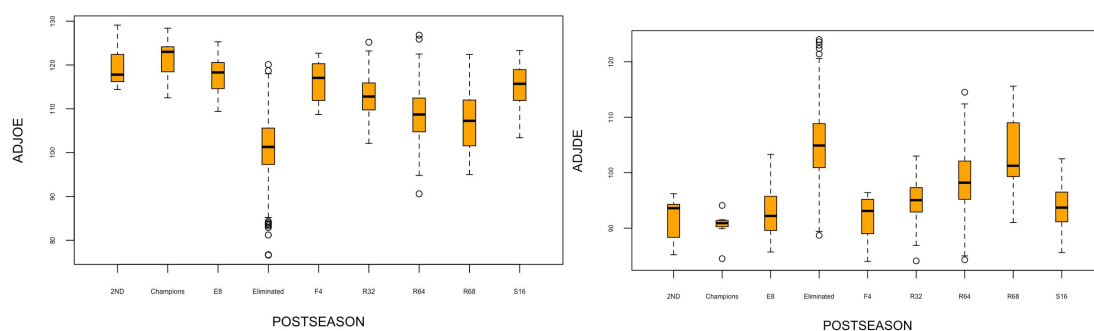 130
120
110
100
90
80
ADJOE
2ND Champions E8 Eliminated F4 R32 R64 R68 S16
POSTSEASON
120
110
100
90
ADJDE
2ND Champions E8 Eliminated F4 R32 R64 R68 S16
POSTSEASON